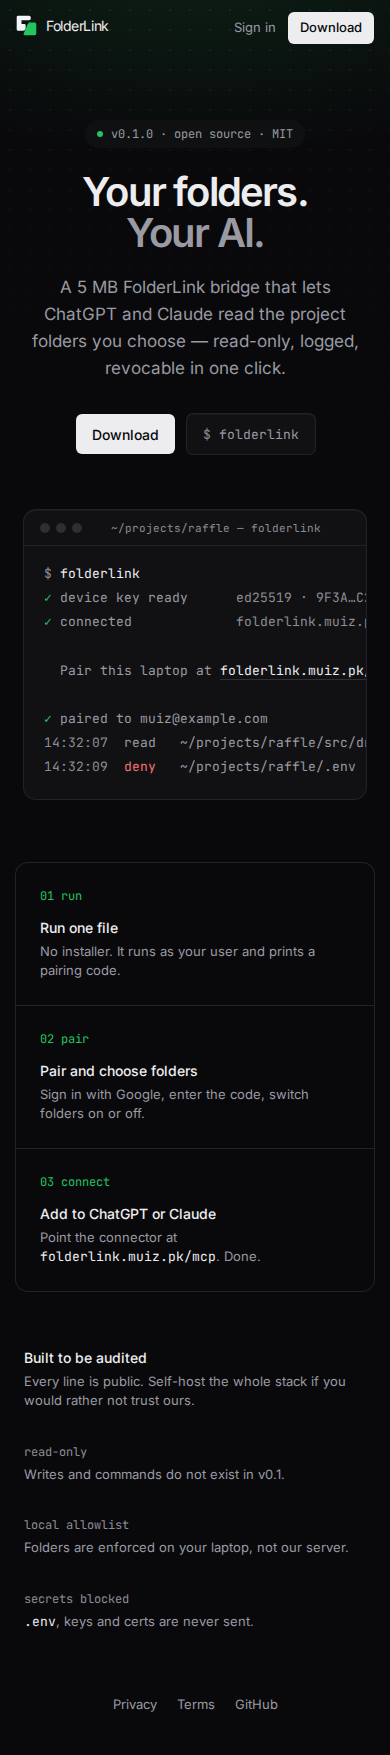 FolderLink
Sign in
Download
v0.1.0 · open source · MIT
Your folders.
Your AI.
A 5 MB FolderLink bridge that lets
ChatGPT and Claude read the project
folders you choose — read-only, logged,
revocable in one click.
Download
$ folderlink
~/projects/raffle — folderlink
$ folderlink
✓ device key ready ed25519 · 9F3A…C
✓ connected folderlink.muiz.
Pair this laptop at folderlink.muiz.pk
✓ paired to muiz@example.com
14:32:07 read ~/projects/raffle/src/d
14:32:09 deny ~/projects/raffle/.env
01 run
Run one file
No installer. It runs as your user and prints a
pairing code.
02 pair
Pair and choose folders
Sign in with Google, enter the code, switch
folders on or off.
03 connect
Add to ChatGPT or Claude
Point the connector at
folderlink.muiz.pk/mcp. Done.
Built to be audited
Every line is public. Self-host the whole stack if you
would rather not trust ours.
read-only
Writes and commands do not exist in v0.1.
local allowlist
Folders are enforced on your laptop, not our server.
secrets blocked
.env, keys and certs are never sent.
Privacy
Terms
GitHub